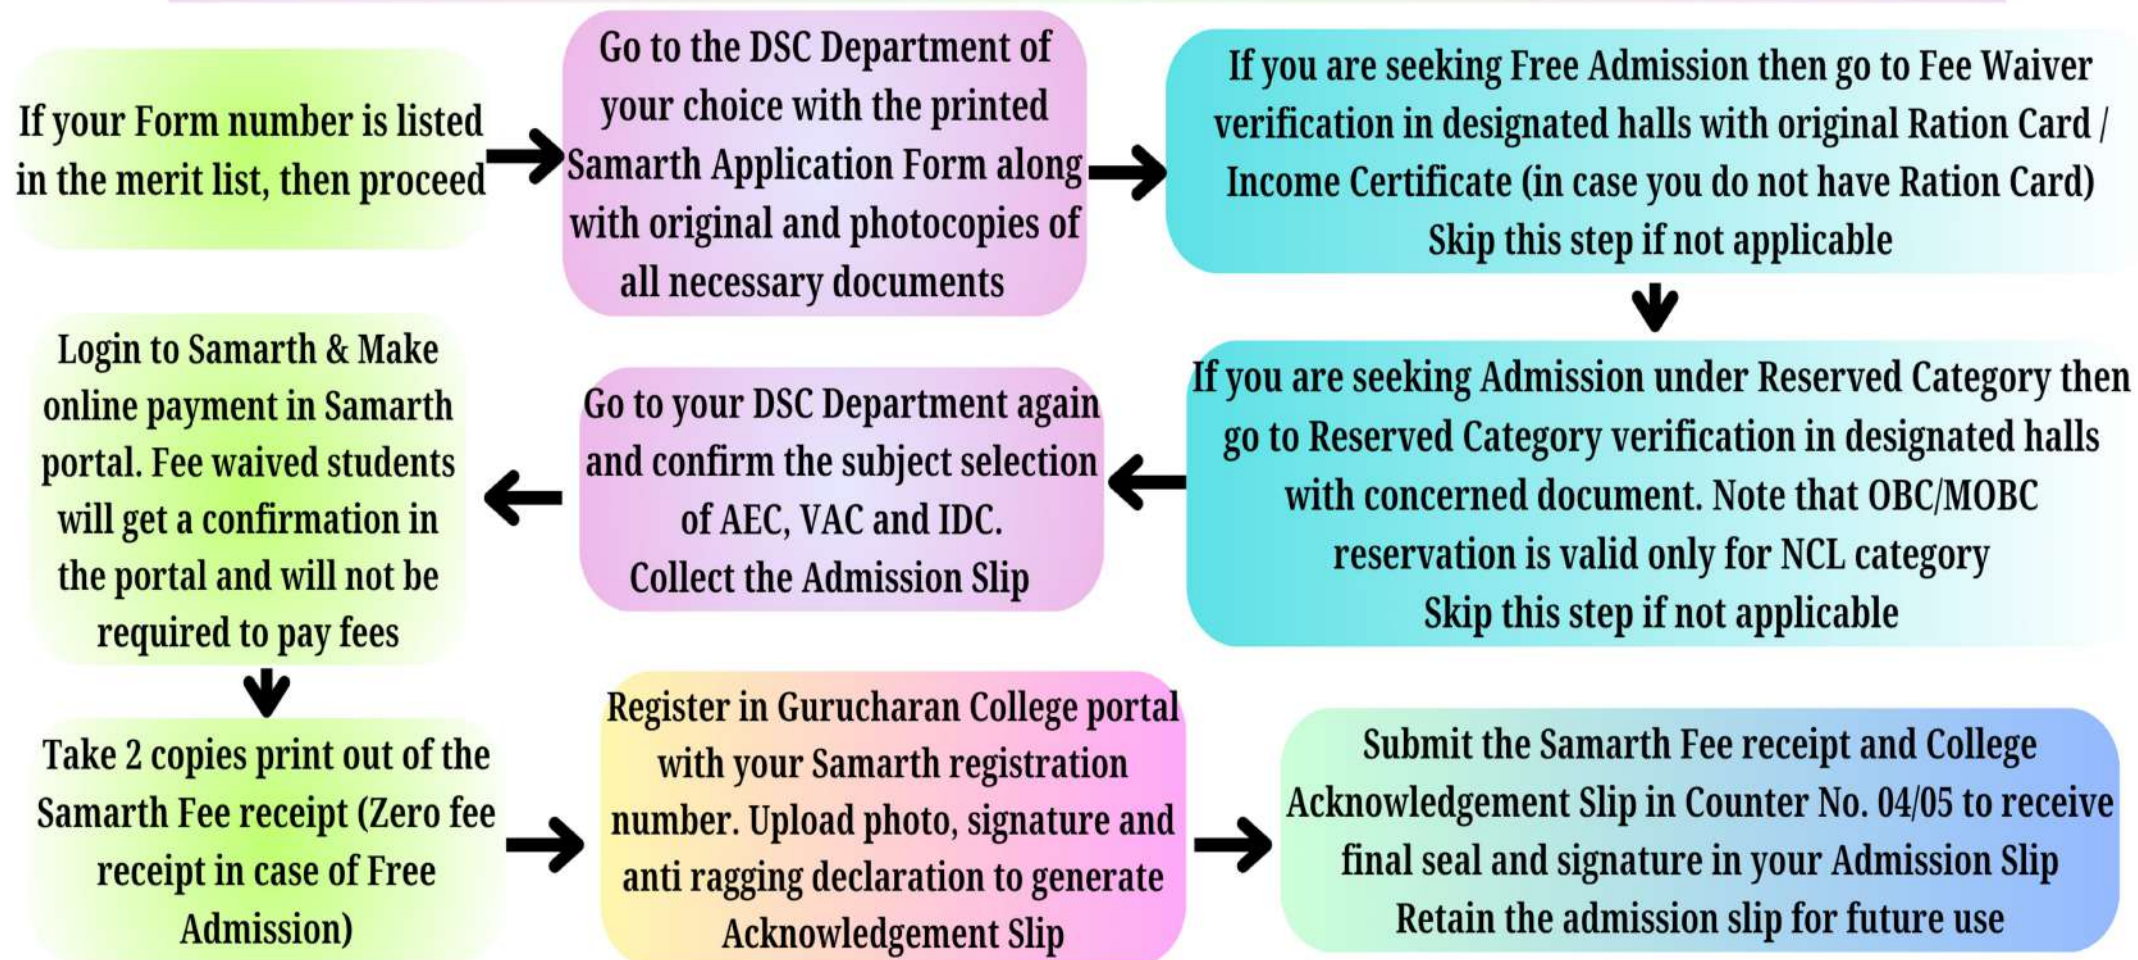 If your Form number is listed
in the merit list, then proceed
Go to the DSC Department of
your choice with the printed
Samarth Application Form along
with original and photocopies of
all necessary documents
If you are seeking Free Admission then go to Fee Waiver
verification in designated halls with original Ration Card /
Income Certificate (in case you do not have Ration Card)
Skip this step if not applicable
If you are seeking Admission under Reserved Category then
go to Reserved Category verification in designated halls
with concerned document. Note that OBC/MOBC
reservation is valid only for NCL category
Skip this step if not applicable
Go to your DSC Department again
and confirm the subject selection
of AEC, VAC and IDC.
Collect the Admission Slip
Login to Samarth & Make
online payment in Samarth
portal. Fee waived students
will get a confirmation in
the portal and will not be
required to pay fees
Take 2 copies print out of the
Samarth Fee receipt (Zero fee
receipt in case of Free
Admission)
Register in Gurucharan College portal
with your Samarth registration
number. Upload photo, signature and
anti ragging declaration to generate
Acknowledgement Slip
Submit the Samarth Fee receipt and College
Acknowledgement Slip in Counter No. 04/05 to receive
final seal and signature in your Admission Slip
Retain the admission slip for future use